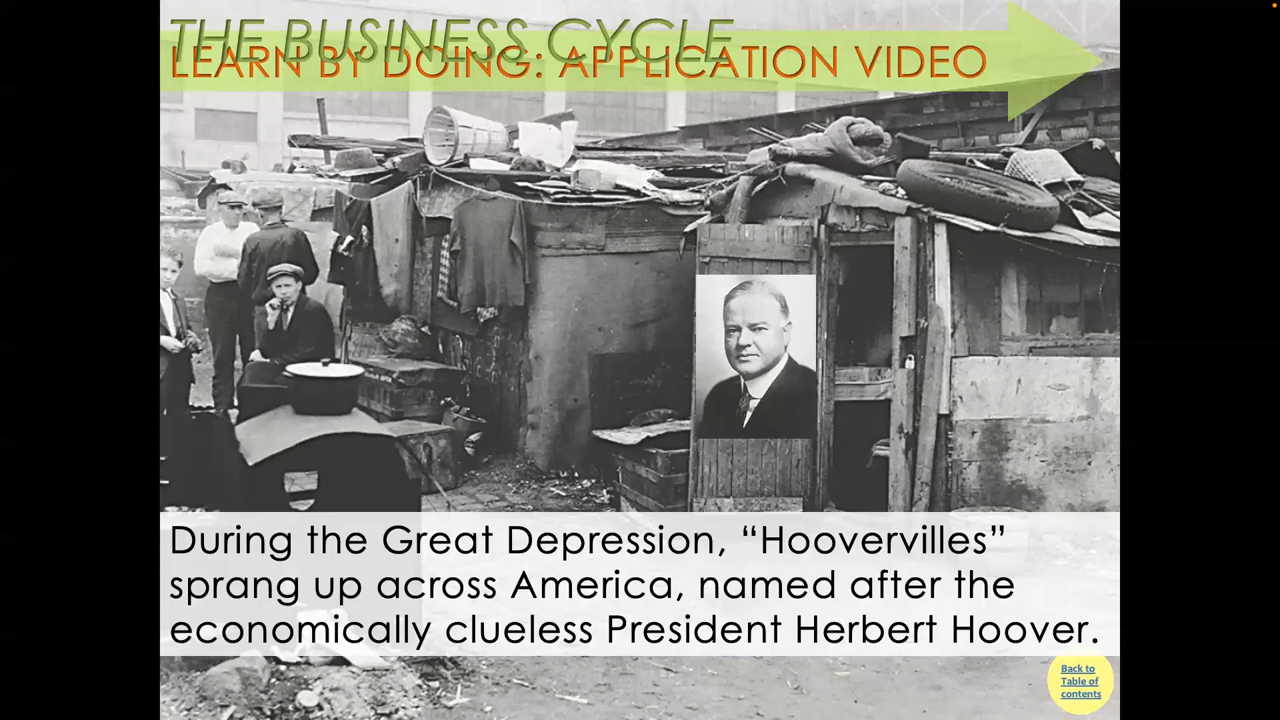 THE BUSINESS CYCLE
LEARN BY DOING: APPLICATION VIDEO
During the Great Depression, “Hoovervilles”
sprang up across America, named after the
economically clueless President Herbert Hoover.
Back to
Table of
contents